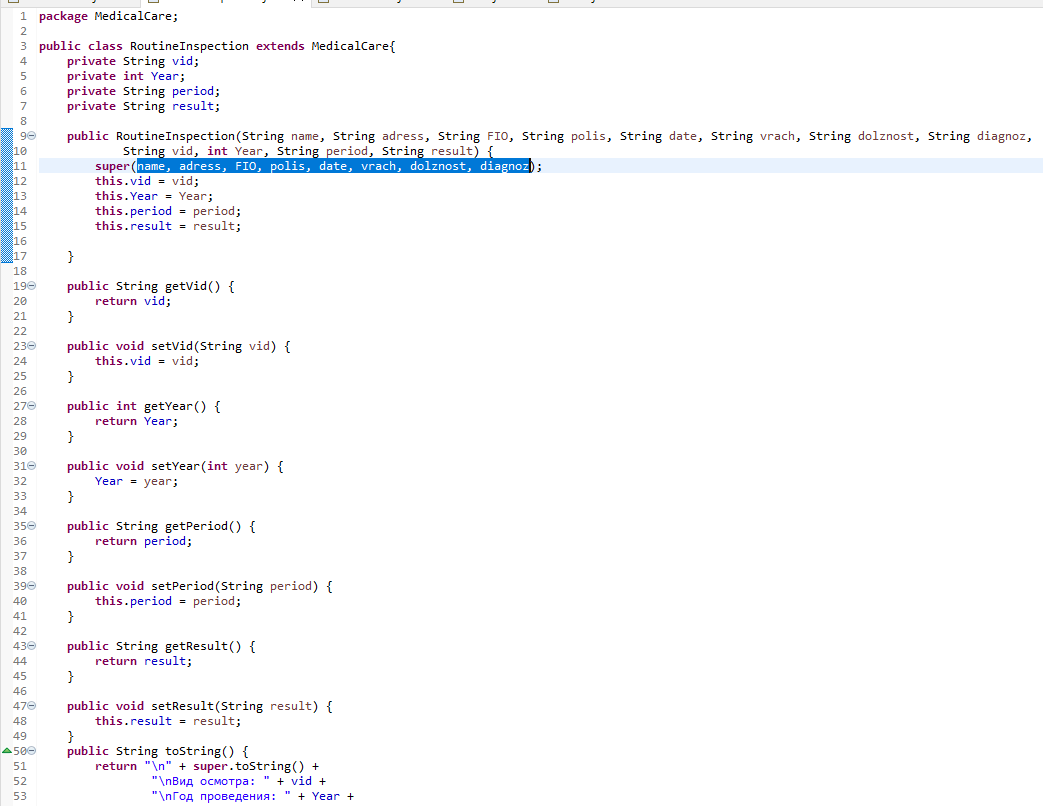 1 package MedicalCare;
2
3 public class RoutineInspection extends MedicalCare{
4 private String vid;
5 private int Year;
6 private String period;
7 private String result;
8
9 public RoutineInspection(String name, String adress, String FIO, String polis, String date, String vrach, String dolznost, String diagnoz,
10 String vid, int Year, String period, String result) {
11 super(name, adress, FIO, polis, date, vrach, dolznost, diagnoz);
12 this.vid = vid;
13 this.Year = Year;
14 this.period = period;
15 this.result = result;
16
17 }
18
19 public String getVid() {
20 return vid;
21 }
22
23 public void setVid(String vid) {
24 this.vid = vid;
25 }
26
27 public int getYear() {
28 return Year;
29 }
30
31 public void setYear(int year) {
32 Year = year;
33 }
34
35 public String getPeriod() {
36 return period;
37 }
38
39 public void setPeriod(String period) {
40 this.period = period;
41 }
42
43 public String getResult() {
44 return result;
45 }
46
47 public void setResult(String result) {
48 this.result = result;
49 }
50 public String toString() {
51 return "\n" + super.toString() +
52 "\nВид осмотра: " + vid +
53 "\nГод проведения: " + Year +